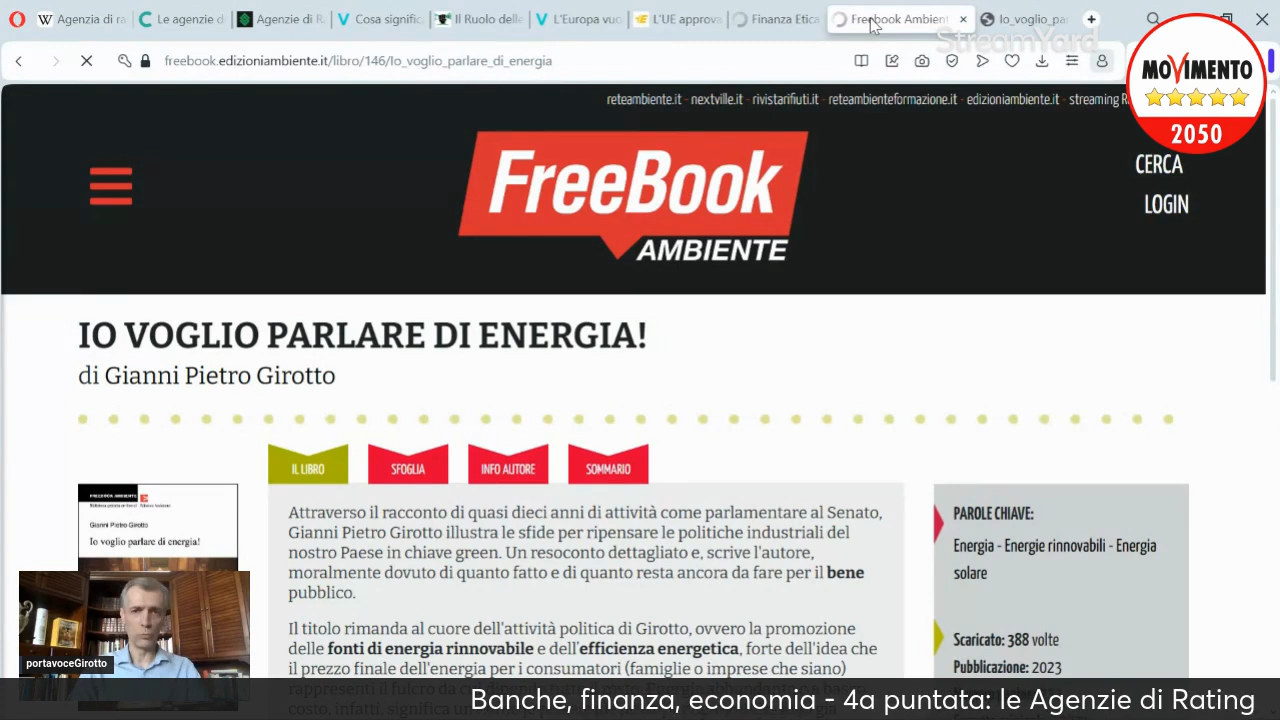 Agenzia di ra
Le agenzie d
Agenzie di R
Cosa signific
Il Ruolo delle
L'Europa vuo
L'UE approva
Finanza Etica
Freebook Ambient
Io_voglio_par
StreamYard
freebook.edizioniambiente.it/libro/146/Io_voglio_parlare_di_energia
MOVIMENTO
2050
reteambiente.it - nextville.it - rivistarifiuti.it - reteambienteformazione.it - edizioniambiente.it - streaming R
CERCA
LOGIN
FreeBook
AMBIENTE
IO VOGLIO PARLARE DI ENERGIA!
di Gianni Pietro Girotto
IL LIBRO
SFOGLIA
INFO AUTORE
SOMMARIO
FREEBOOK AMBIENTE
Gianni Pietro Girotto
Io voglio parlare di energia!
Attraverso il racconto di quasi dieci anni di attività come parlamentare al Senato,
Gianni Pietro Girotto illustra le sfide per ripensare le politiche industriali del
nostro Paese in chiave green. Un resoconto dettagliato e, scrive l'autore,
moralmente dovuto di quanto fatto e di quanto resta ancora da fare per il bene
pubblico.
Il titolo rimanda al cuore dell'attività politica di Girotto, ovvero la promozione
delle fonti di energia rinnovabile e dell'efficienza energetica, forte dell'idea che
il prezzo finale dell'energia per i consumatori (famiglie o imprese che siano)
PAROLE CHIAVE:
Energia - Energie rinnovabili - Energia
solare
Scaricato: 388 volte
Pubblicazione: 2023
portavoceGirotto
Banche, finanza, economia - 4a puntata: le Agenzie di Rating